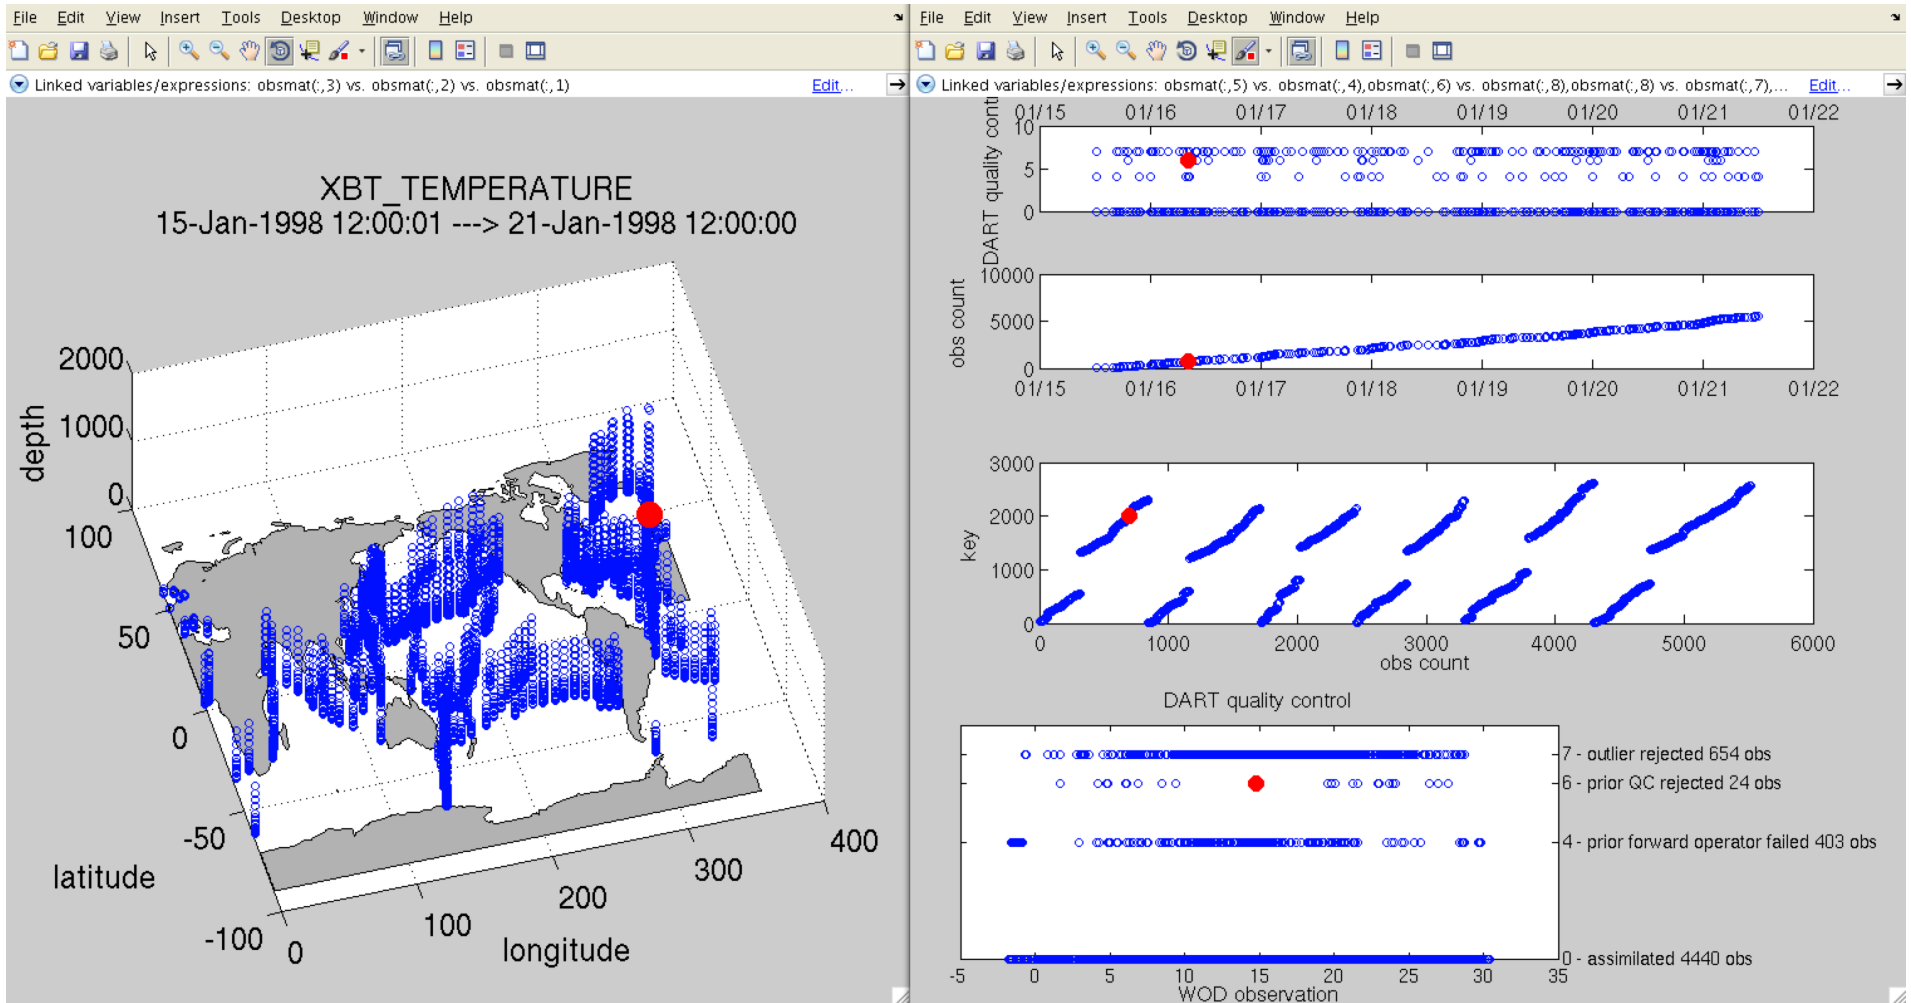 File Edit View Insert Tools Desktop Window Help
Linked variables/expressions: obsmat(:,3) vs. obsmat(:,2) vs. obsmat(:,1) Edit...
XBT_TEMPERATURE
15-Jan-1998 12:00:01 ---> 21-Jan-1998 12:00:00
2000
1000
0
depth
100
50
0
-50
-100
latitude
0
100
200
300
400
longitude
File Edit View Insert Tools Desktop Window Help
Linked variables/expressions: obsmat(:,5) vs. obsmat(:,4),obsmat(:,6) vs. obsmat(:,8),obsmat(:,8) vs. obsmat(:,7),... Edit...
01/15 01/16 01/17 01/18 01/19 01/20 01/21 01/22
10
5
0
DART quality cont
10000
5000
0
obs count
01/15 01/16 01/17 01/18 01/19 01/20 01/21 01/22
3000
2000
1000
0
key
0 1000 2000 3000 4000 5000 6000
obs count
DART quality control
7 - outlier rejected 654 obs
6 - prior QC rejected 24 obs
4 - prior forward operator failed 403 obs
0 - assimilated 4440 obs
-5 0 5 10 15 20 25 30 35
WOD observation